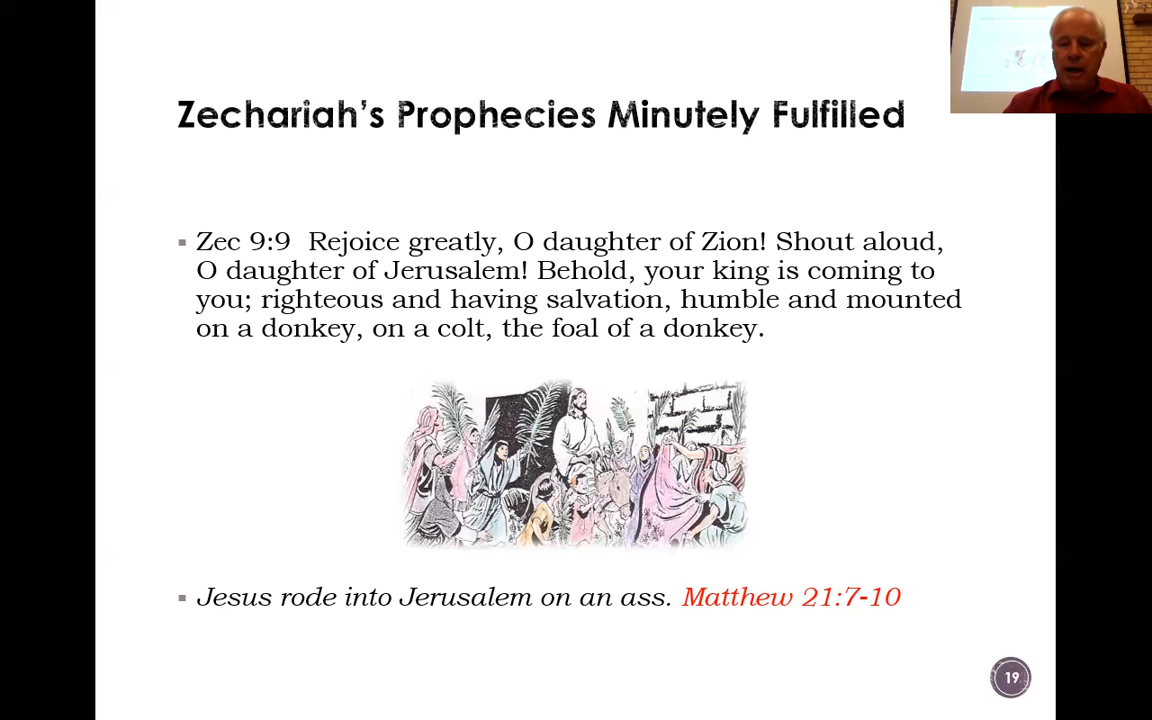 Zechariah's Prophecies Minutely Fulfilled
Zec 9:9  Rejoice greatly, O daughter of Zion! Shout aloud,
O daughter of Jerusalem! Behold, your king is coming to
you; righteous and having salvation, humble and mounted
on a donkey, on a colt, the foal of a donkey.
Jesus rode into Jerusalem on an ass. Matthew 21:7-10
19